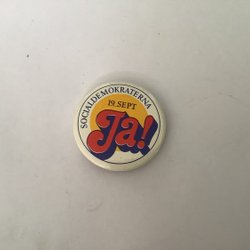 SOCIALDEMOKRATERNA
19. SEPT
Ja!